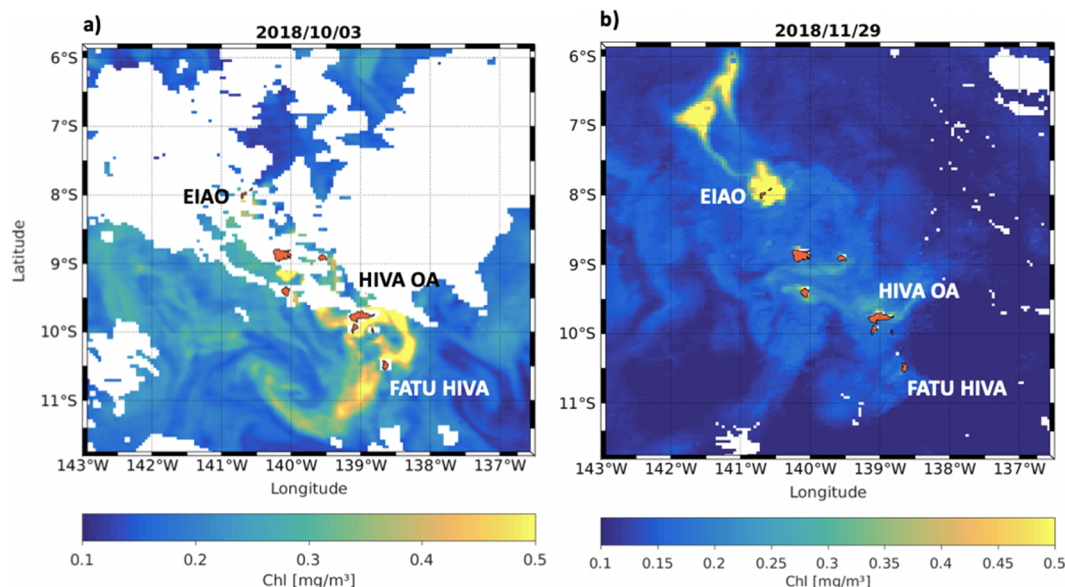 a)
2018/10/03
6°S
7°S
8°S
9°S
10°S
11°S
Latitude
EIAO
HIVA OA
FATU HIVA
143°W 141°W 140°W 139°W 137°W
Longitude
0.1 0.2 0.3 0.4 0.5
Chl [mg/m³]
b)
2018/11/29
6°S
7°S
8°S
9°S
10°S
11°S
EIAO
HIVA OA
FATU HIVA
143°W 141°W 140°W 139°W 138°W 137°W
Longitude
0.1 0.15 0.2 0.25 0.3 0.35 0.4 0.45 0.5
Chl [mg/m³]